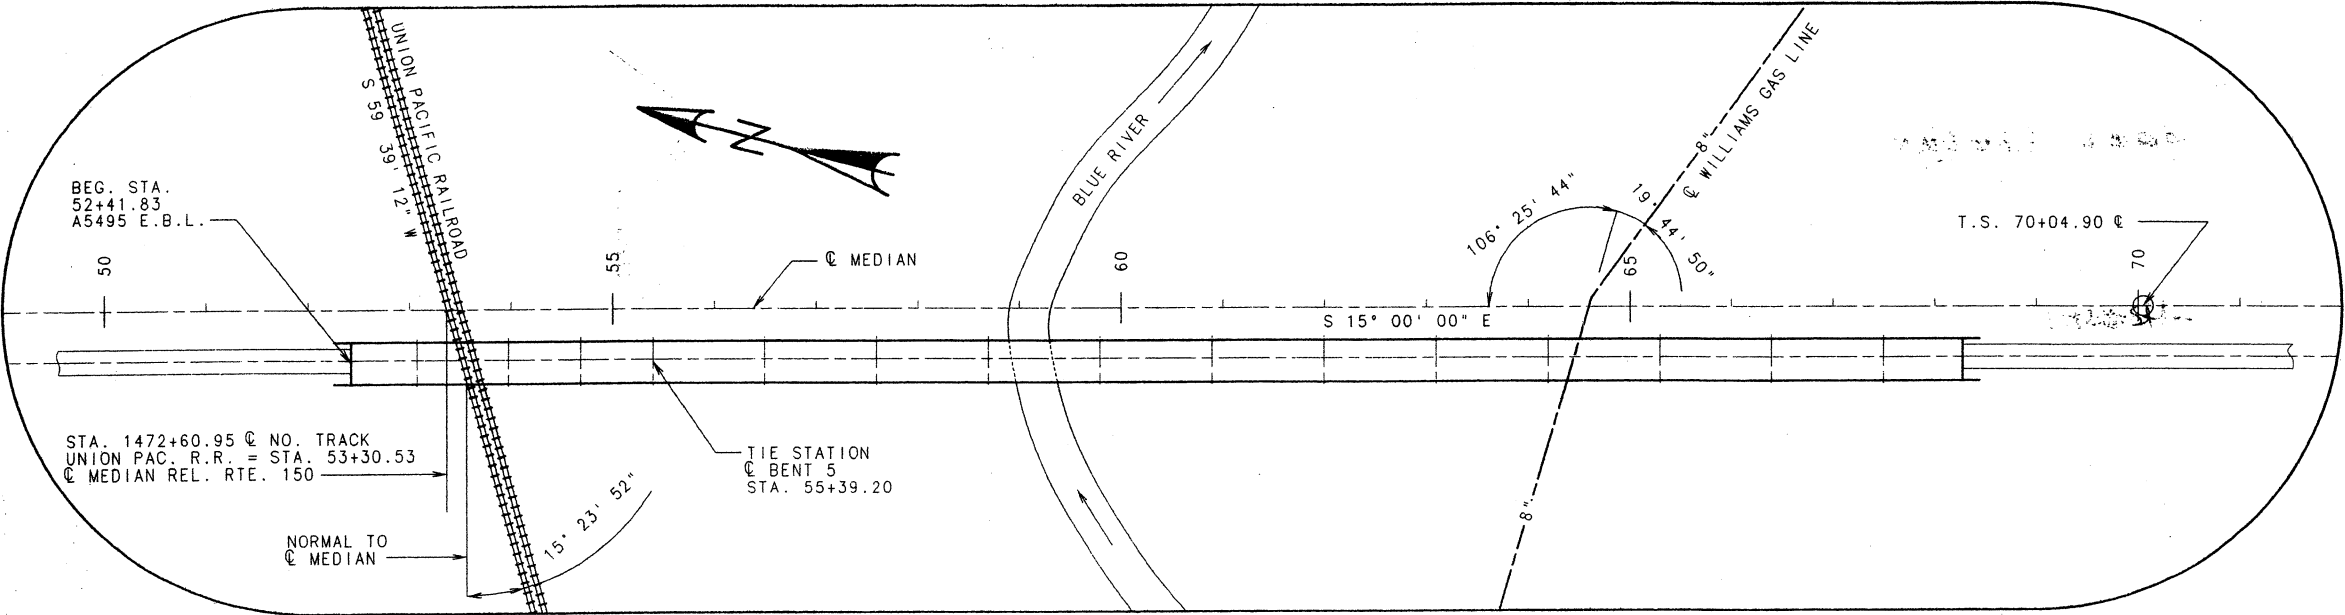 UNION PACIFIC RAILROAD
S 59 39' 12" W
N
BLUE RIVER
8"
℄ WILLIAMS GAS LINE
BEG. STA.
52+41.83
A5495 E.B.L.
106° 25' 44"
19° 44' 50"
T.S. 70+04.90 ℄
℄ MEDIAN
50
55
60
65
70
S 15° 00' 00" E
STA. 1472+60.95 ℄ NO. TRACK
UNION PAC. R.R. = STA. 53+30.53
℄ MEDIAN REL. RTE. 150
TIE STATION
℄ BENT 5
STA. 55+39.20
15° 23' 52"
NORMAL TO
℄ MEDIAN
8"